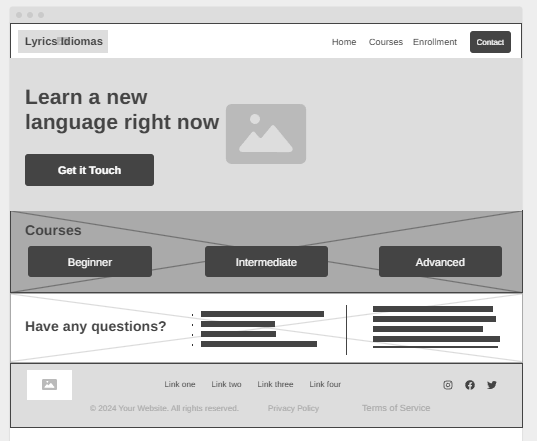 Lyrics Idiomas
Home Courses Enrollment Contact
Learn a new
language right now
Get it Touch
Courses
Beginner Intermediate Advanced
Have any questions?
Link one Link two Link three Link four
© 2024 Your Website. All rights reserved. Privacy Policy Terms of Service